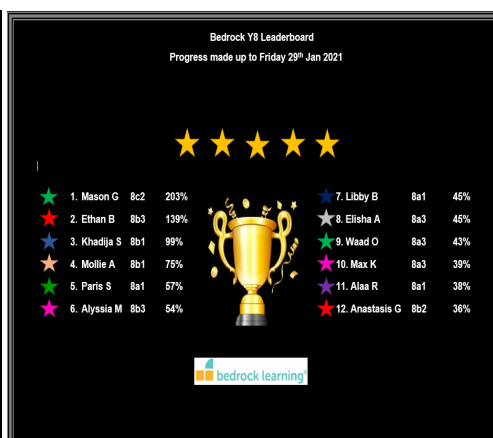 Bedrock Y8 Leaderboard
Progress made up to Friday 29th Jan 2021
1. Mason G 8c2 203%
2. Ethan B 8b3 139%
3. Khadija S 8b1 99%
4. Mollie A 8b1 75%
5. Paris S 8a1 57%
6. Alyssia M 8b3 54%
7. Libby B 8a1 45%
8. Elisha A 8a3 45%
9. Waad O 8a3 43%
10. Max K 8a3 39%
11. Alaa R 8a1 38%
12. Anastasis G 8b2 36%
bedrock learning®